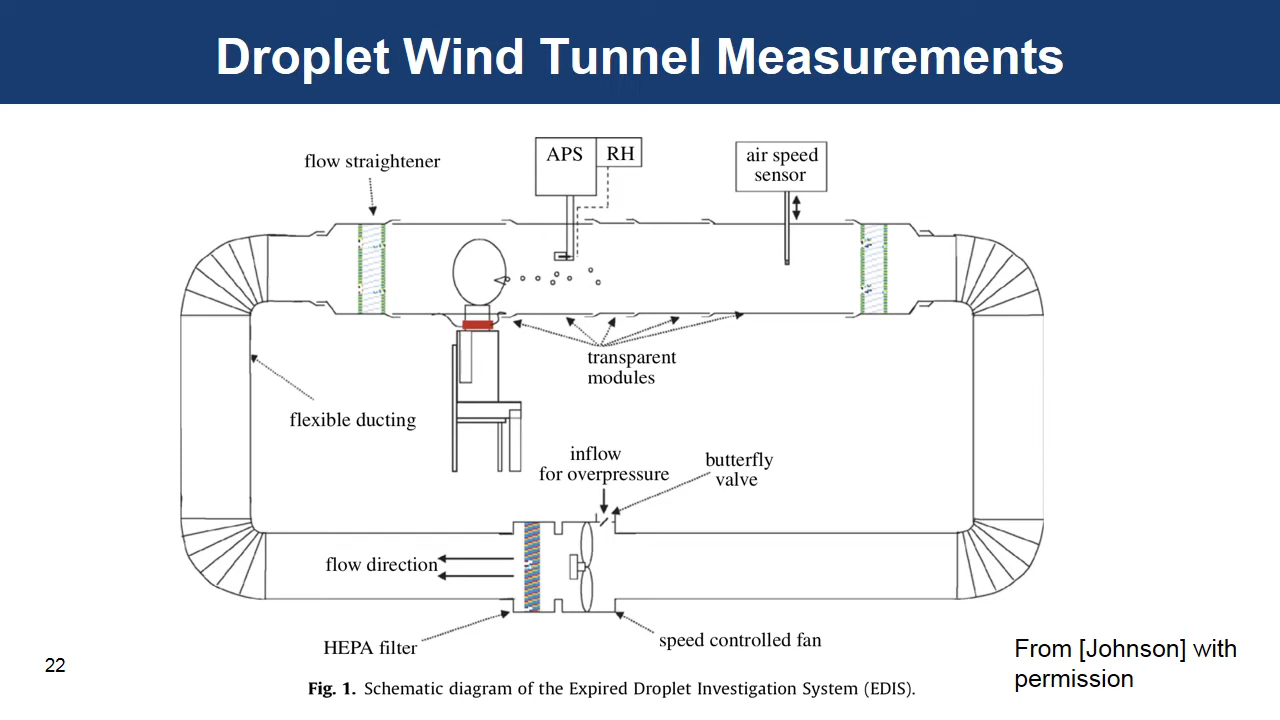 Droplet Wind Tunnel Measurements
flow straightener
APS
RH
air speed
sensor
transparent
modules
flexible ducting
inflow
for overpressure
butterfly
valve
flow direction
HEPA filter
speed controlled fan
From [Johnson] with
permission
22
Fig. 1. Schematic diagram of the Expired Droplet Investigation System (EDIS).